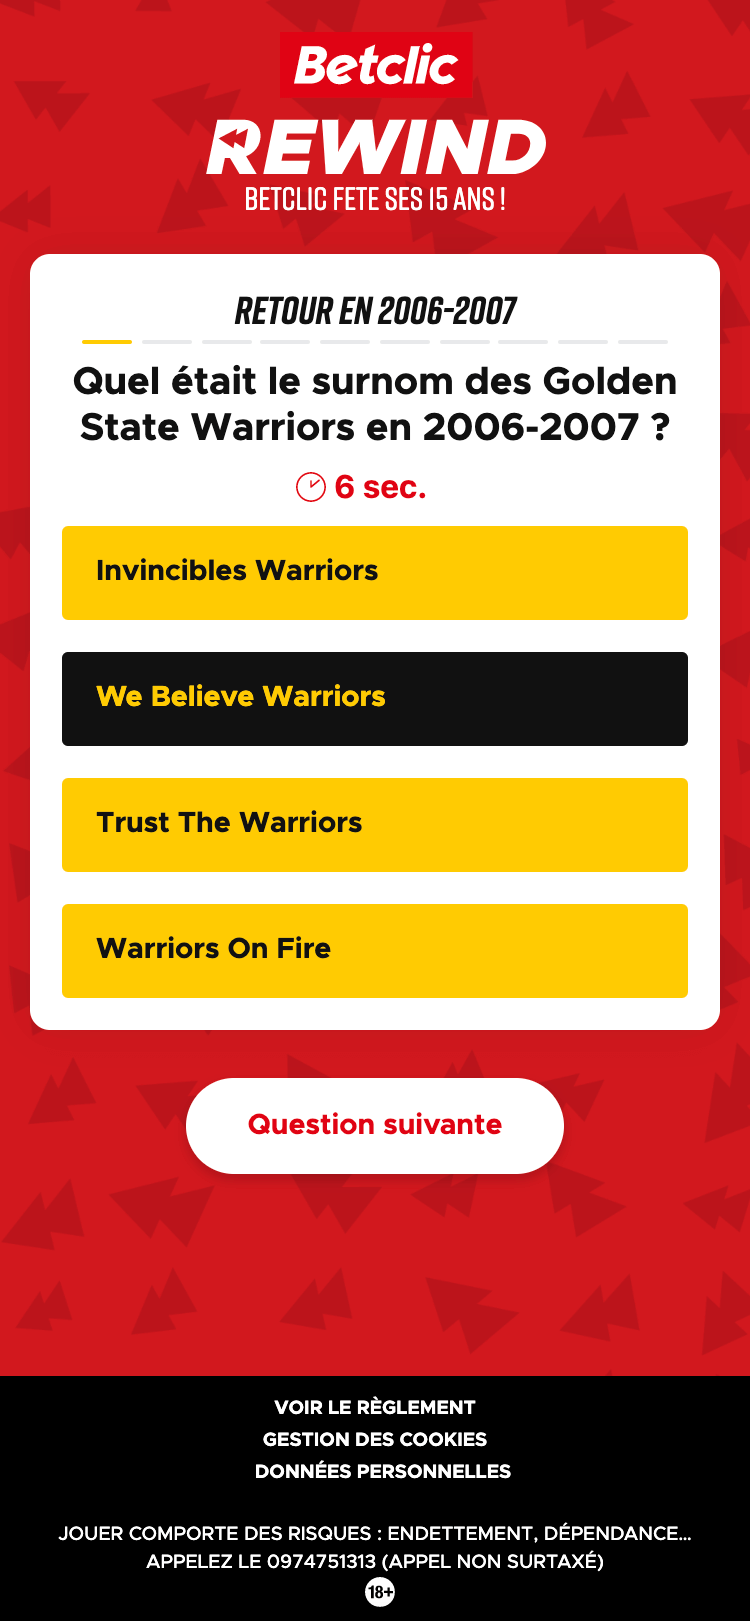 Betclic
REWIND
BETCLIC FETE SES 15 ANS !
RETOUR EN 2006-2007
Quel était le surnom des Golden
State Warriors en 2006-2007 ?
6 sec.
Invincibles Warriors
We Believe Warriors
Trust The Warriors
Warriors On Fire
Question suivante
VOIR LE RÈGLEMENT
GESTION DES COOKIES
DONNÉES PERSONNELLES
JOUER COMPORTE DES RISQUES : ENDETTEMENT, DÉPENDANCE...
APPELEZ LE 0974751313 (APPEL NON SURTAXÉ)
18+